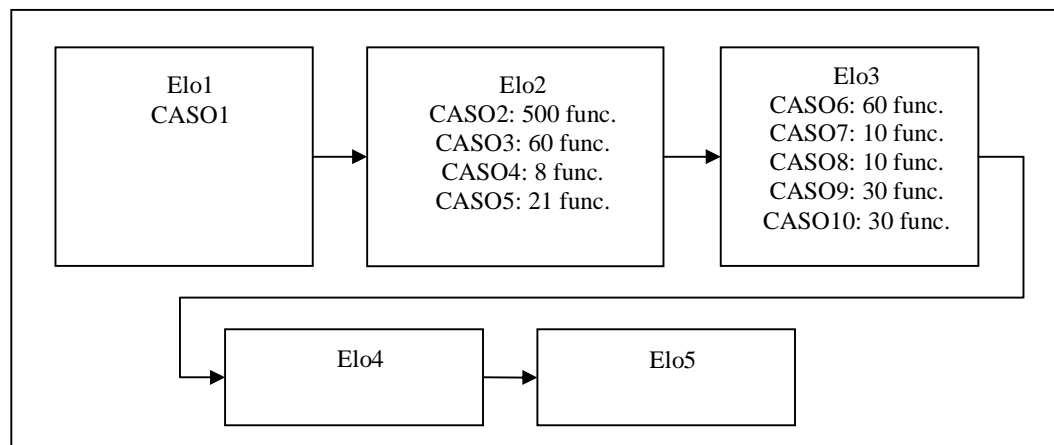 Elo1
CASO1
Elo2
CASO2: 500 func.
CASO3: 60 func.
CASO4: 8 func.
CASO5: 21 func.
Elo3
CASO6: 60 func.
CASO7: 10 func.
CASO8: 10 func.
CASO9: 30 func.
CASO10: 30 func.
Elo4
Elo5